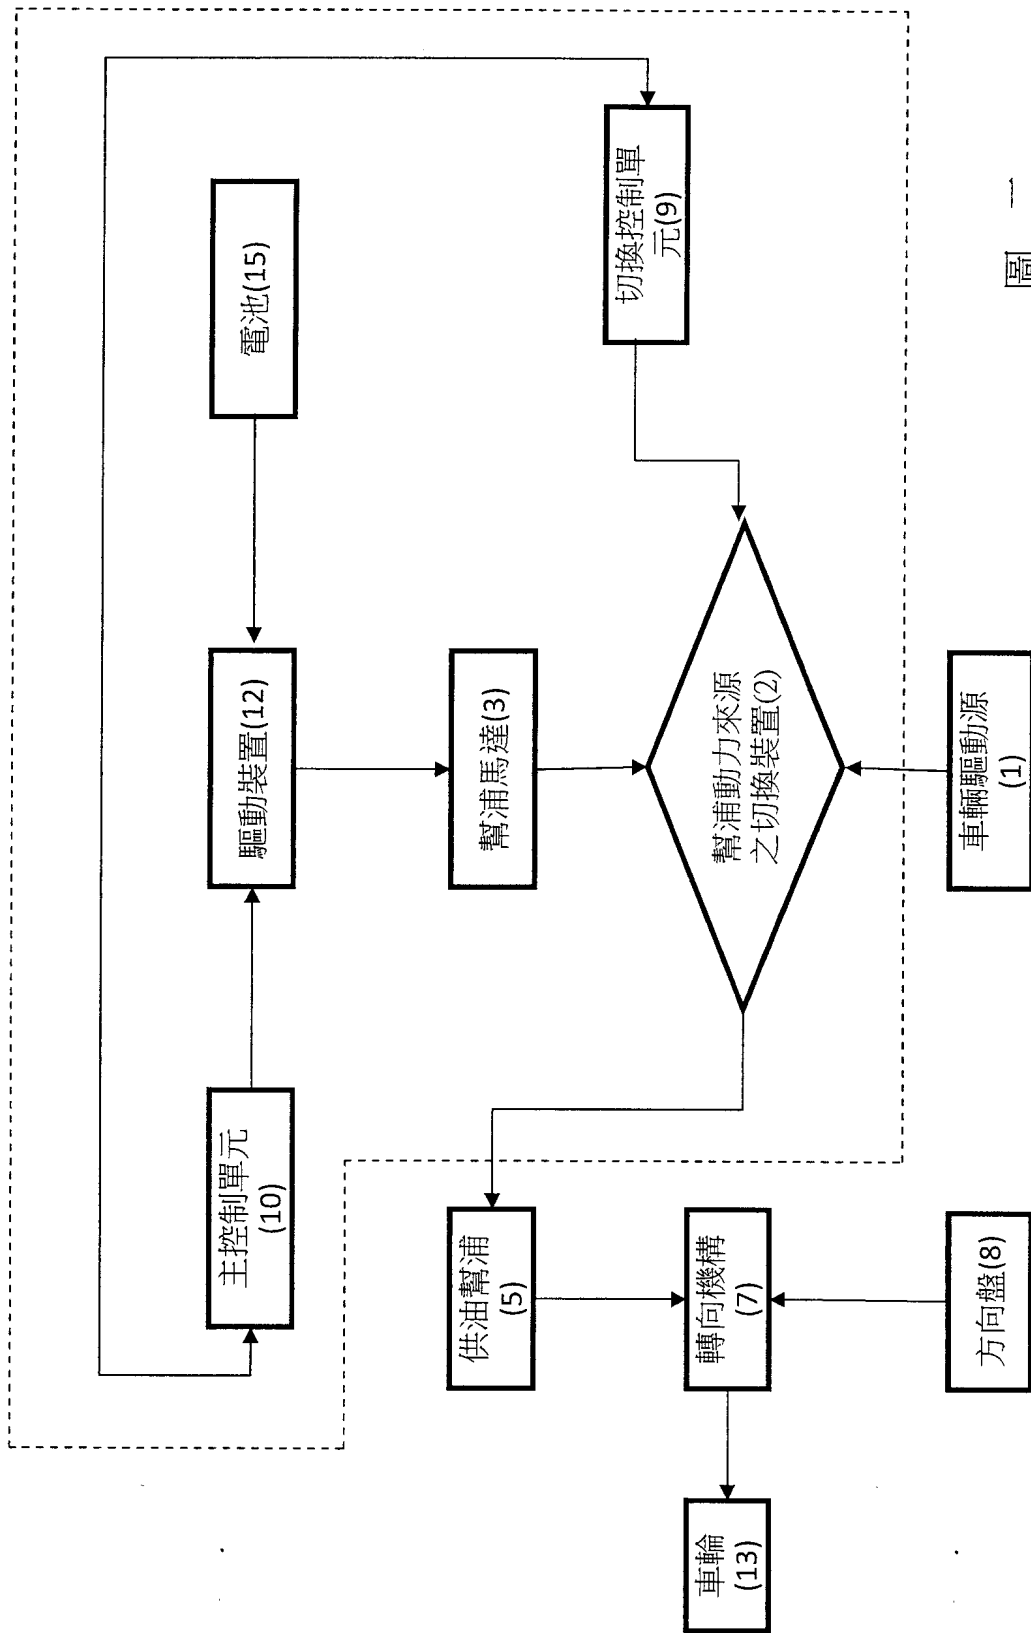 主控制單元
(10)
驅動裝置(12)
電池(15)
供油幫浦
(5)
幫浦馬達(3)
切換控制單
元(9)
車輪
(13)
轉向機構
(7)
幫浦動力來源
之切換裝置(2)
方向盤(8)
車輛驅動源
(1)
圖 一